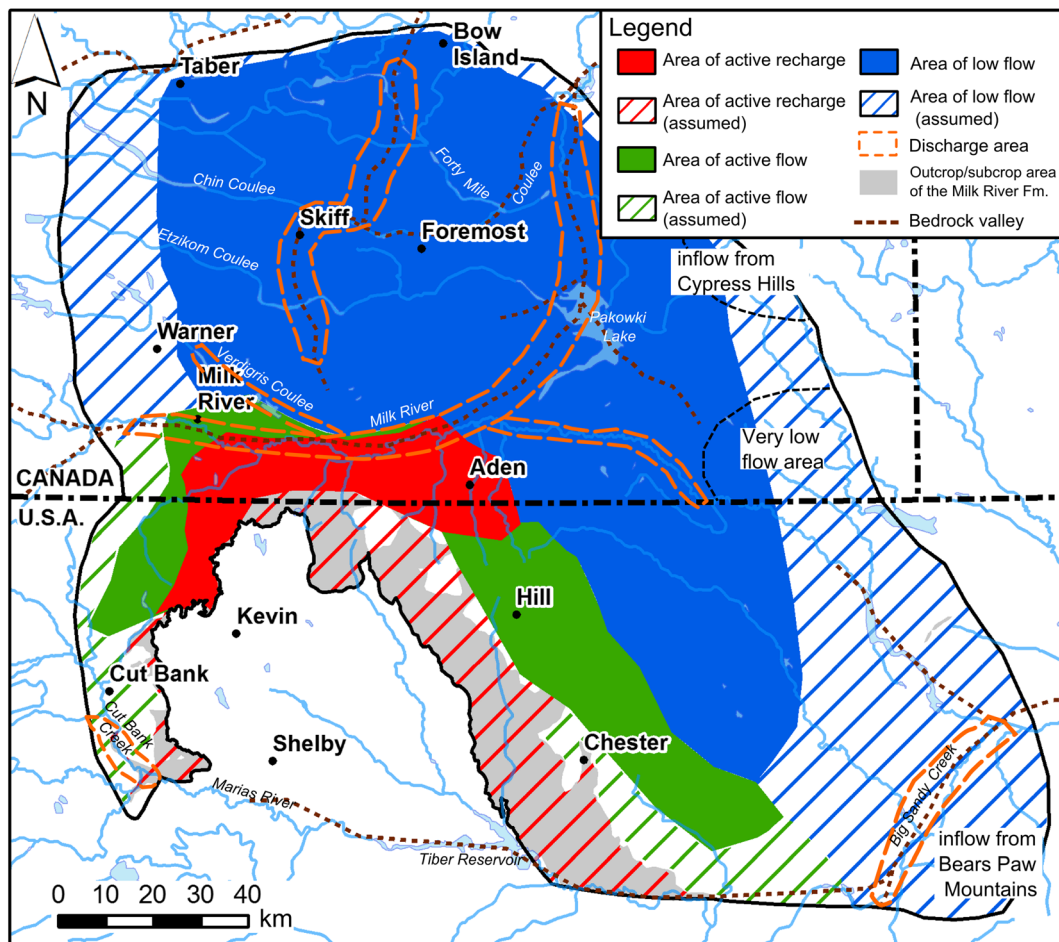 Legend
Area of active recharge
Area of active recharge
(assumed)
Area of active flow
Area of active flow
(assumed)
Area of low flow
Area of low flow
(assumed)
Discharge area
Outcrop/subcrop area
of the Milk River Fm.
Bedrock valley
N
Taber
Bow
Island
Chin Coulee
Forty Mile
Coulee
Skiff
Foremost
Etzikom Coulee
inflow from
Cypress Hills
Pakowki
Lake
Warner
Verdigris Coulee
Milk
River
Milk River
Very low
flow area
Aden
CANADA
U.S.A.
Hill
Kevin
Cut Bank
Cut Bank
Creek
Shelby
Chester
Marias River
Tiber Reservoir
Big Sandy Creek
inflow from
Bears Paw
Mountains
0 10 20 30 40
km